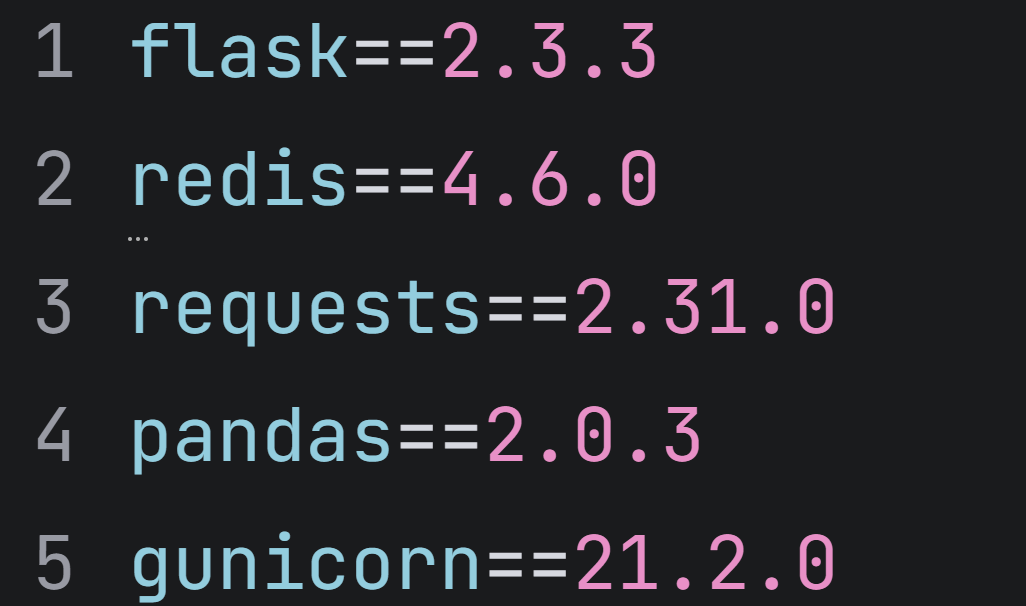 1 flask==2.3.3
2 redis==4.6.0
3 requests==2.31.0
4 pandas==2.0.3
5 gunicorn==21.2.0